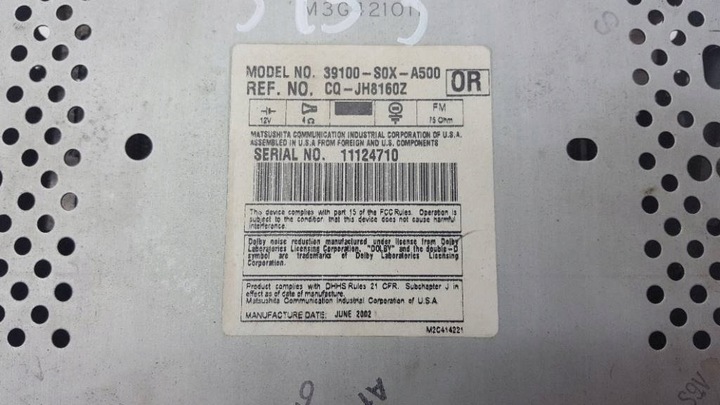 M3G12101
MODEL NO. 39100-S0X-A500
REF. NO. CQ-JH8160Z
OR
12V 4Ω FM 75 Ohm
MATSUSHITA COMMUNICATION INDUSTRIAL CORPORATION OF U.S.A.
ASSEMBLED IN U.S.A FROM FOREIGN AND U.S. COMPONENTS
SERIAL NO. 11124710
This device complies with part 15 of the FCC Rules. Operation is
subject to the condition that this device does not cause harmful
interference.
Dolby noise reduction manufactured under license from Dolby
Laboratories Licensing Corporation. "DOLBY" and the double-D
symbol are trademarks of Dolby Laboratories Licensing
Corporation.
Product complies with DHHS Rules 21 CFR. Subchapter J in
effect as of date of manufacture.
Matsushita Communication Industrial Corporation of U.S.A.
MANUFACTURE DATE: JUNE 2002
M2C414221